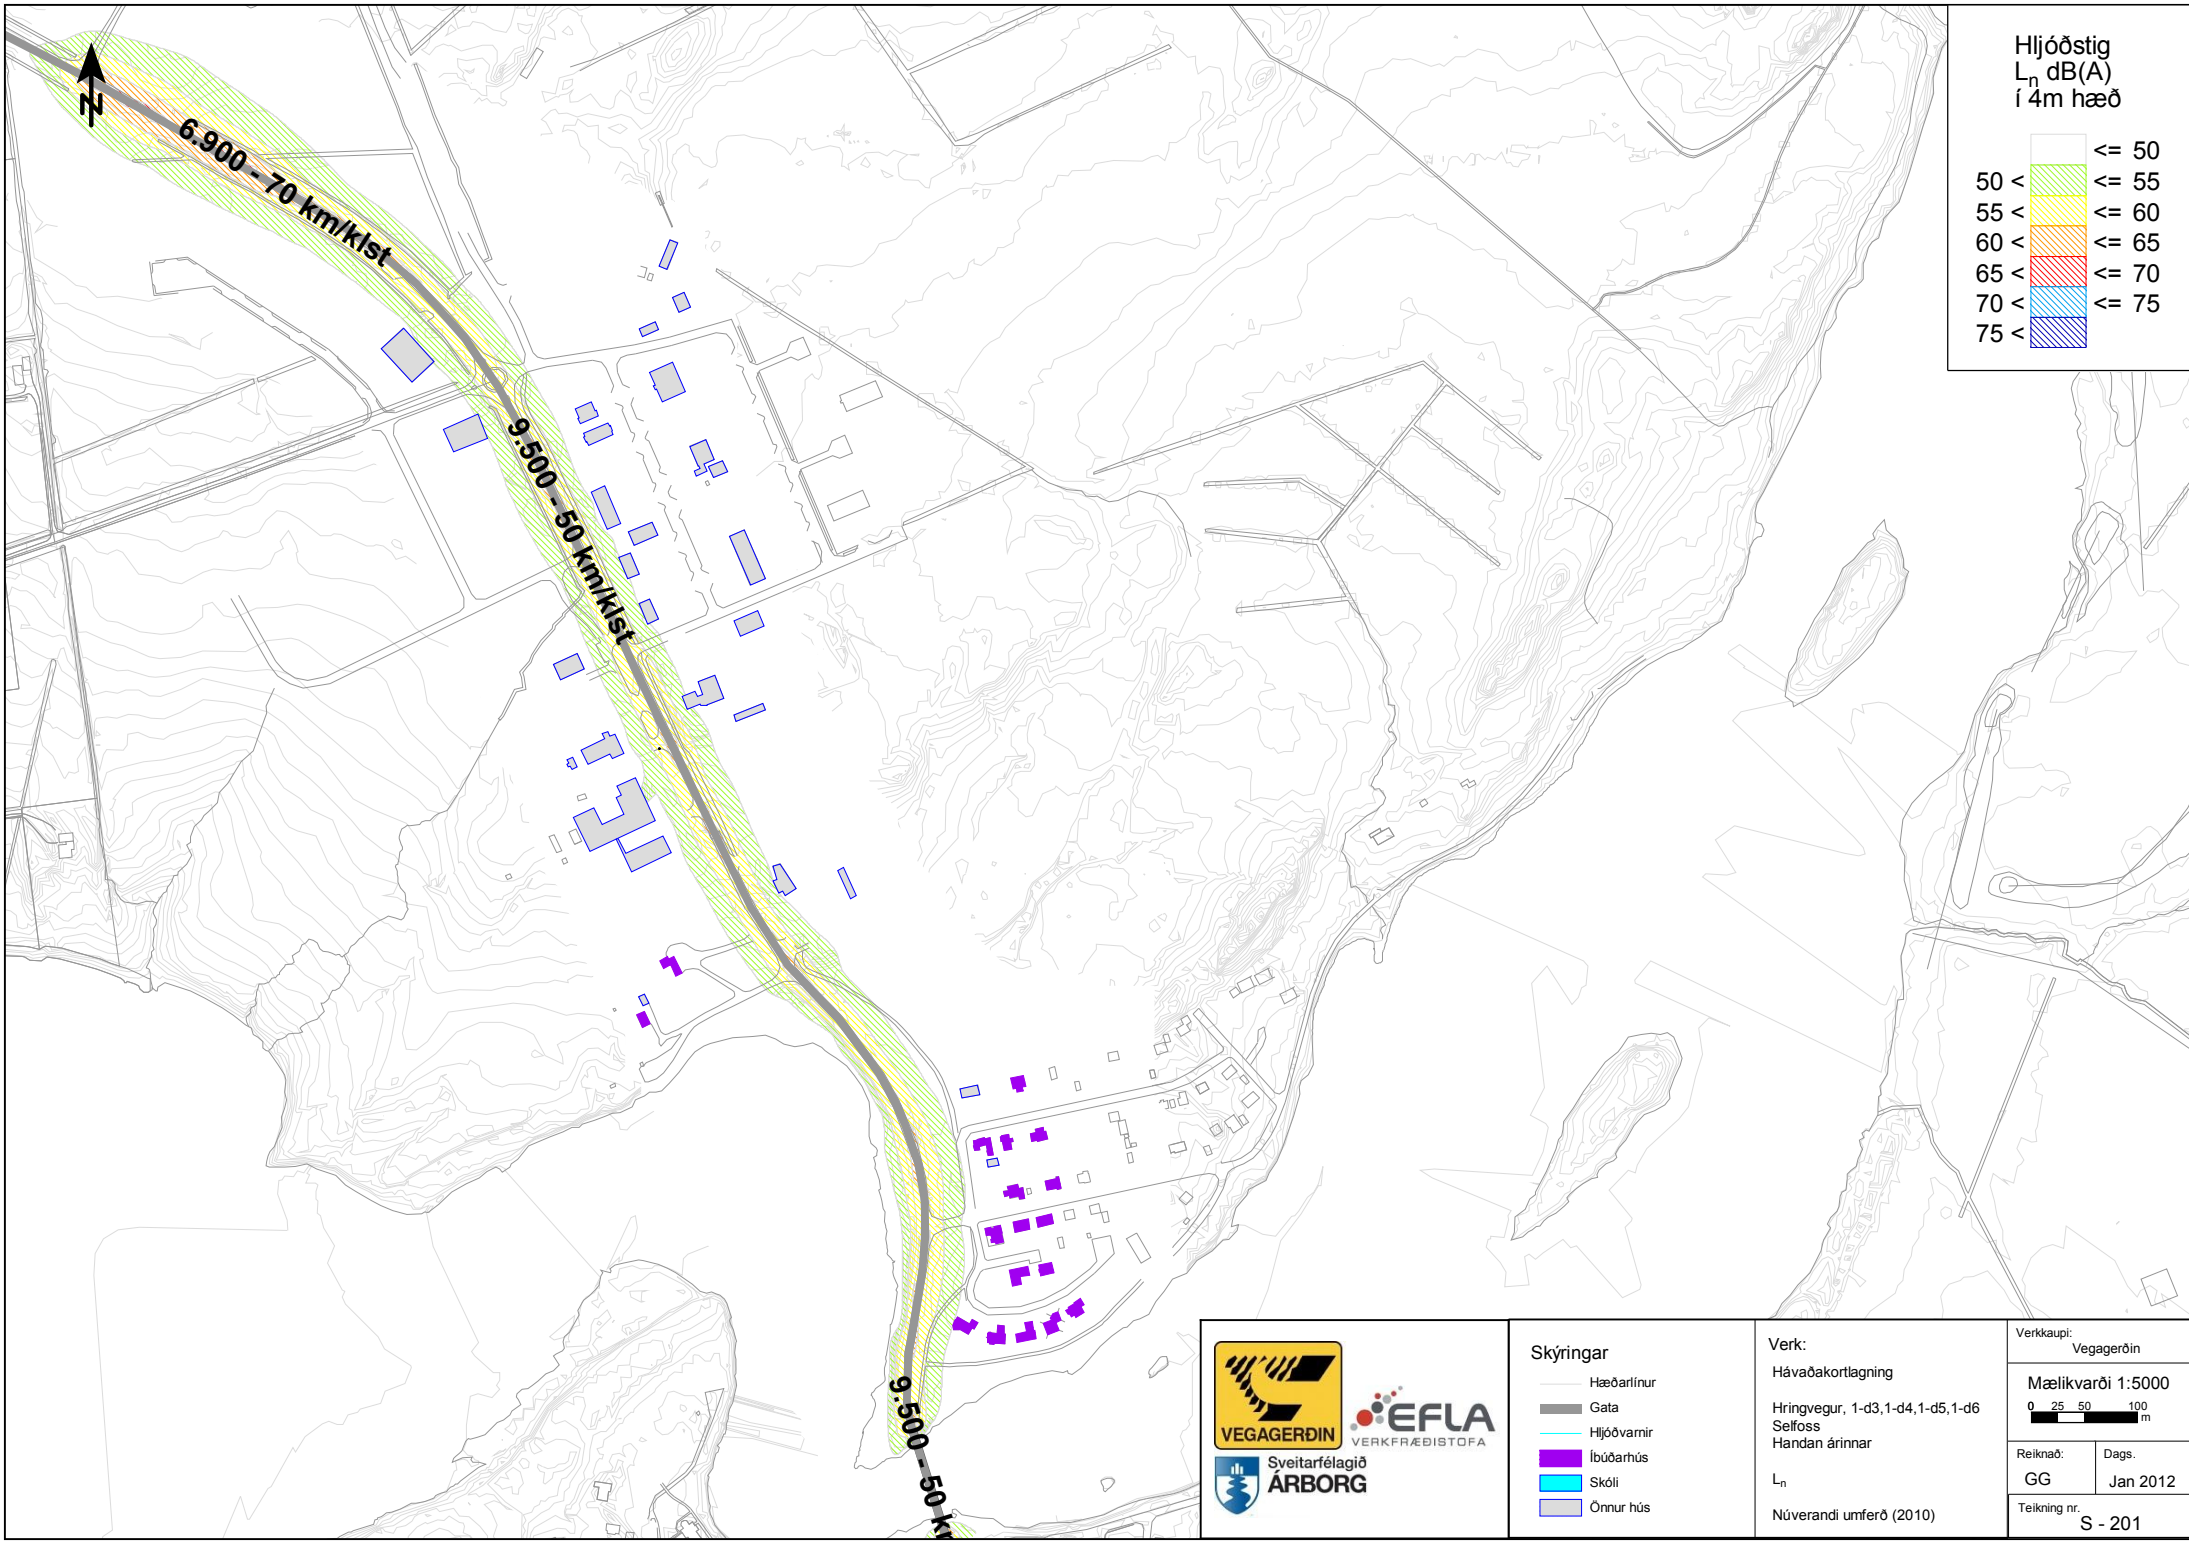 Hljóðstig
Ln dB(A)
í 4m hæð
<= 50
50 < <= 55
55 < <= 60
60 < <= 65
65 < <= 70
70 < <= 75
75 <
N
6.900 - 70 km/klst
9.500 - 50 km/klst
9.500 - 50
VEGAGERÐIN
EFLA
VERKFRÆÐISTOFA
Sveitarfélagið
ÁRBORG
Skýringar
Hæðarlínur
Gata
Hljóðvarnir
Íbúðarhús
Skóli
Önnur hús
Verk:
Hávaðakortlagning
Hringvegur, 1-d3,1-d4,1-d5,1-d6
Selfoss
Handan árinnar
Ln
Núverandi umferð (2010)
Verkkaupi:
Vegagerðin
Mælikvarði 1:5000
0 25 50 100
m
Reiknað:
GG
Dags.
Jan 2012
Teikning nr.
S - 201